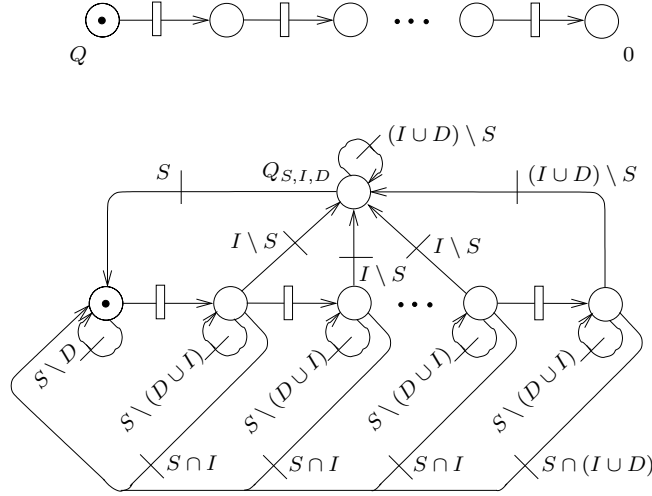 Q 0
(I ∪ D) \ S
S Q_{S,I,D} (I ∪ D) \ S
I \ S I \ S I \ S
S \ D S \ (D ∪ I) S \ (D ∪ I) S \ (D ∪ I) S \ (D ∪ I)
S ∩ I S ∩ I S ∩ I S ∩ (I ∪ D)